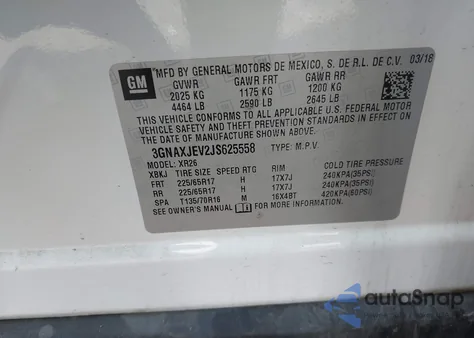 GM
MFD BY GENERAL MOTORS DE MEXICO, S. DE R.L. DE C.V. 03/18
GVWR GAWR FRT GAWR RR
2025 KG 1175 KG 1200 KG
4464 LB 2590 LB 2645 LB
THIS VEHICLE CONFORMS TO ALL APPLICABLE U.S. FEDERAL MOTOR
VEHICLE SAFETY, BUMPER, AND THEFT PREVENTION STANDARDS IN
EFFECT ON THE DATE OF MANUFACTURE SHOWN ABOVE.
3GNAXJEV2JS625558 TYPE: M.P.V.
MODEL: XR26
XBKJ TIRE SIZE SPEED RTG RIM COLD TIRE PRESSURE
FRT 225/65R17 H 17X7J 240KPA(35PSI)
RR 225/65R17 H 17X7J 240KPA(35PSI)
SPA T135/70R16 M 16X4BT 420KPA(60PSI)
SEE OWNER'S MANUAL FOR MORE INFORMATION.
autoSnap